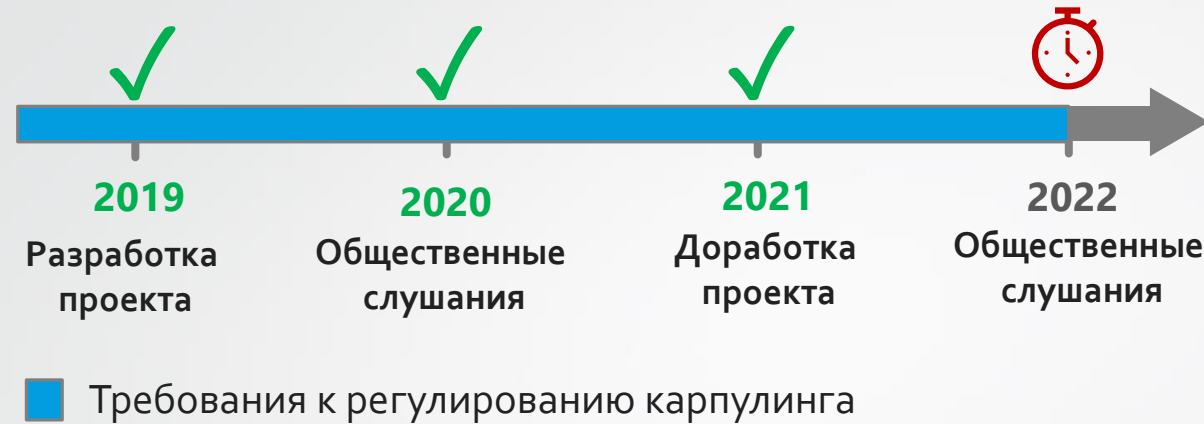 2019
Разработка
проекта
2020
Общественные
слушания
2021
Доработка
проекта
2022
Общественные
слушания
Требования к регулированию карпулинга